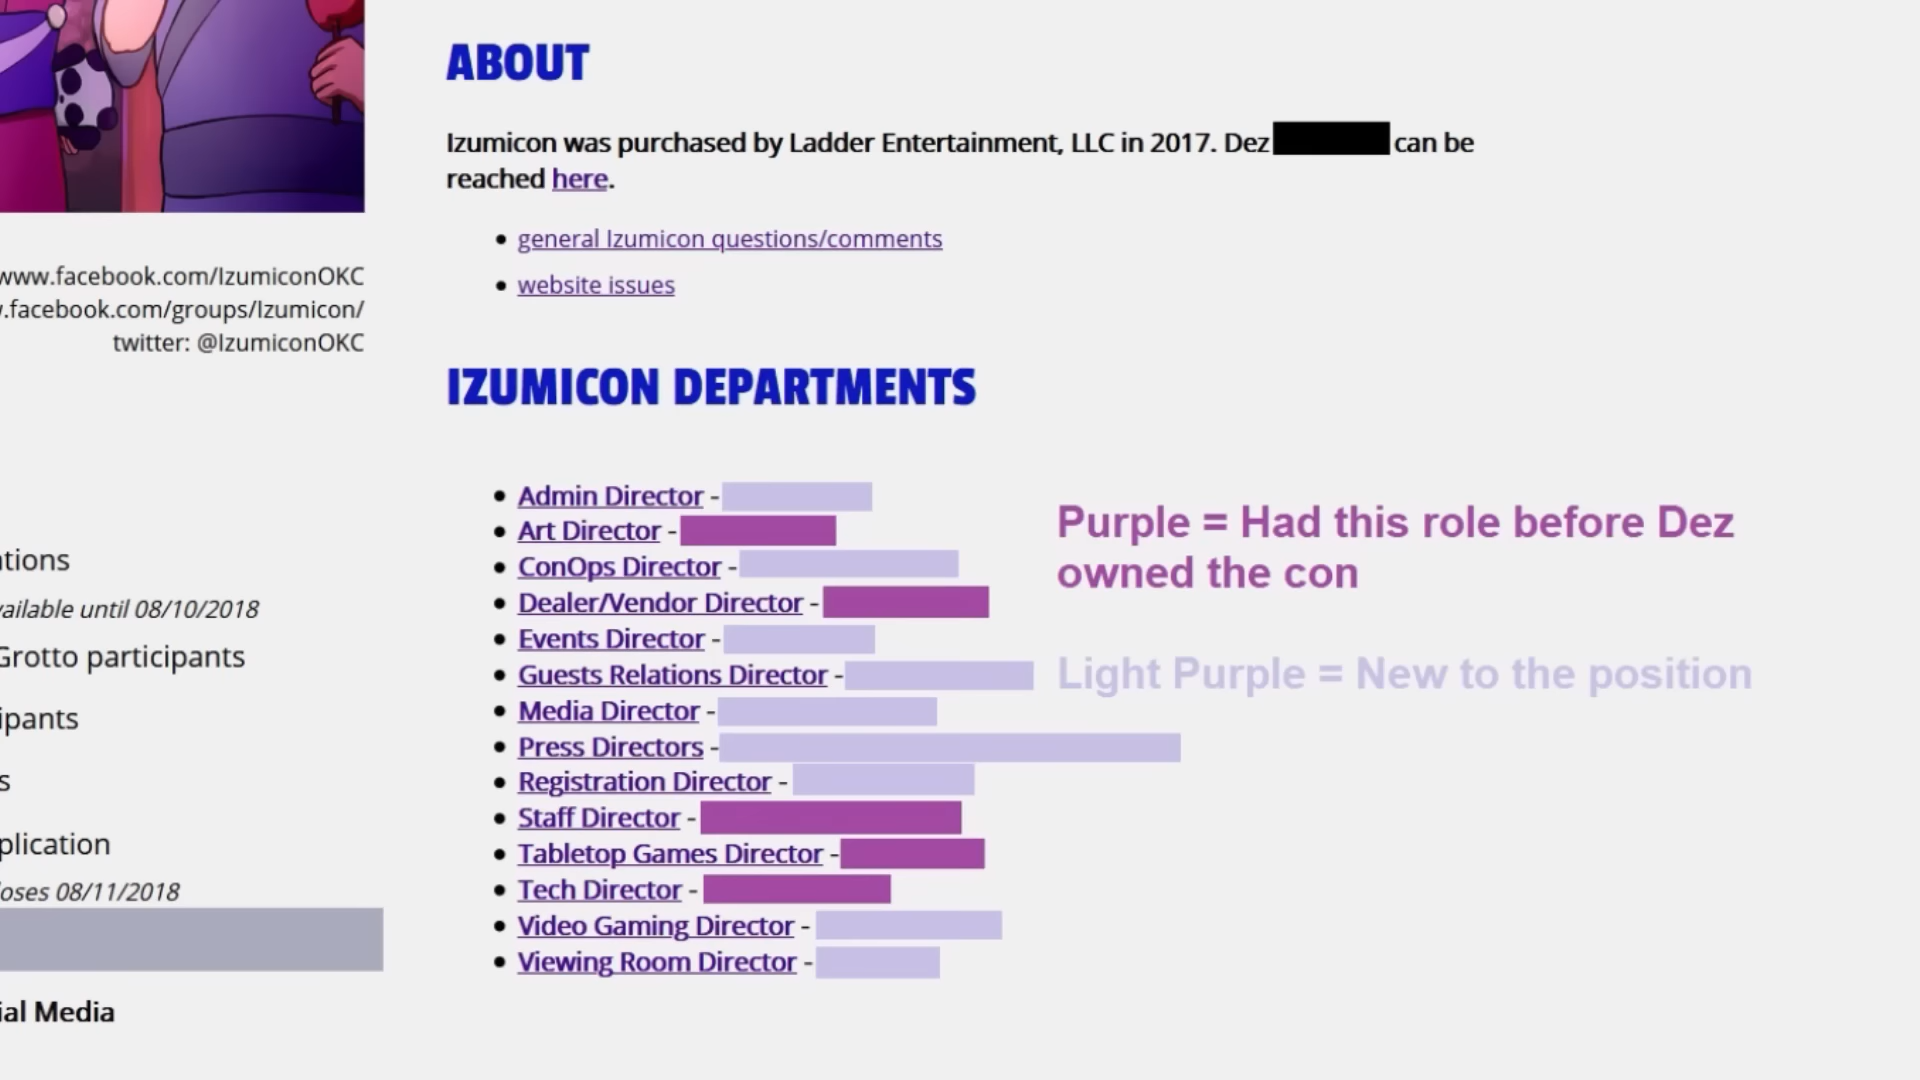 ABOUT
Izumicon was purchased by Ladder Entertainment, LLC in 2017. Dez can be
reached here.
general Izumicon questions/comments
website issues
www.facebook.com/IzumiconOKC
.facebook.com/groups/Izumicon/
twitter: @IzumiconOKC
IZUMICON DEPARTMENTS
Admin Director -
Art Director -
ConOps Director -
Dealer/Vendor Director -
Events Director -
Guests Relations Director -
Media Director -
Press Directors -
Registration Director -
Staff Director -
Tabletop Games Director -
Tech Director -
Video Gaming Director -
Viewing Room Director -
Purple = Had this role before Dez
owned the con
Light Purple = New to the position
ations
vailable until 08/10/2018
Grotto participants
ipants
s
plication
loses 08/11/2018
ial Media